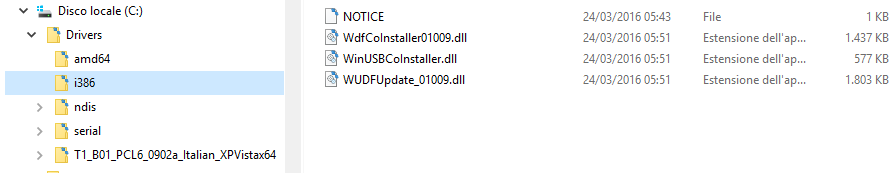 Disco locale (C:)
Drivers
amd64
i386
ndis
serial
T1_B01_PCL6_0902a_Italian_XPVistax64
NOTICE 24/03/2016 05:43 File 1 KB
WdfCoInstaller01009.dll 24/03/2016 05:51 Estensione dell'ap... 1.437 KB
WinUSBCoInstaller.dll 24/03/2016 05:51 Estensione dell'ap... 577 KB
WUDFUpdate_01009.dll 24/03/2016 05:51 Estensione dell'ap... 1.803 KB